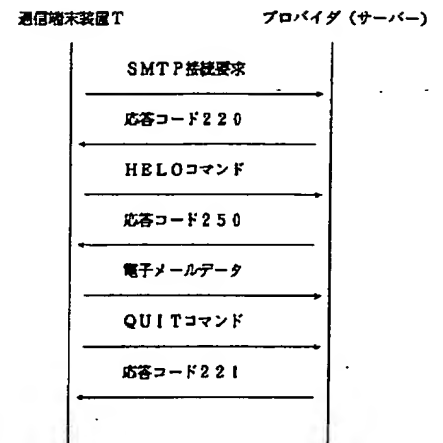 通信端末装置T
プロバイダ(サーバー)
SMTP接続要求
応答コード220
HELOコマンド
応答コード250
電子メールデータ
QUITコマンド
応答コード221